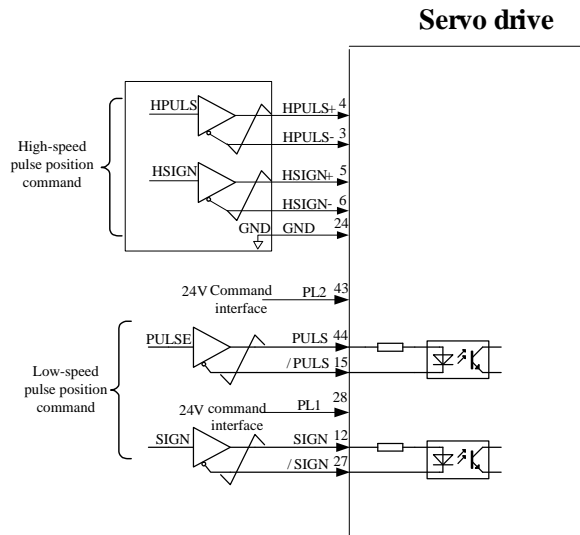 Servo drive
High-speed
pulse position
command
HPULS
HPULS+ 4
HPULS- 3
HSIGN
HSIGN+ 5
HSIGN- 6
GND GND 24
24V Command
interface
PL2 43
Low-speed
pulse position
command
PULSE
PULS 44
/PULS 15
24V command
interface
PL1 28
SIGN
SIGN 12
/SIGN 27